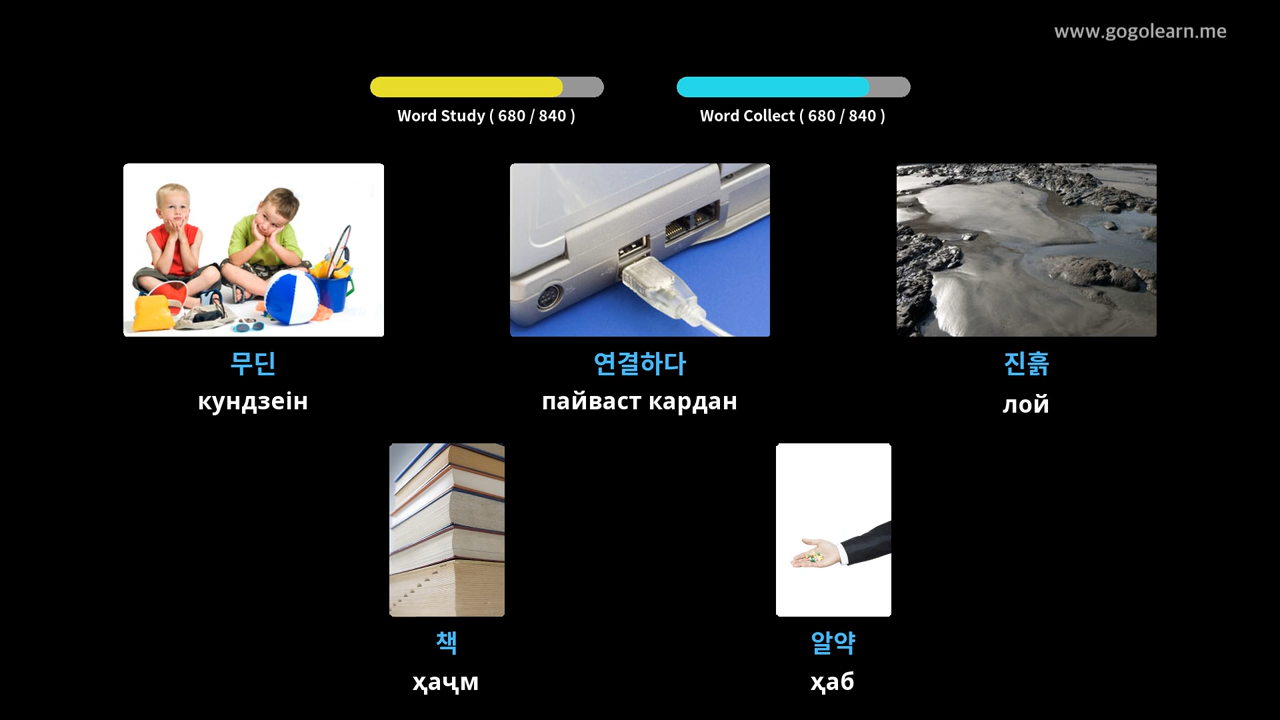 www.gogolearn.me
Word Study ( 680 / 840 )
Word Collect ( 680 / 840 )
무딘
кундзеін
연결하다
пайваст кардан
진흙
лой
책
ҳаҷм
알약
ҳаб